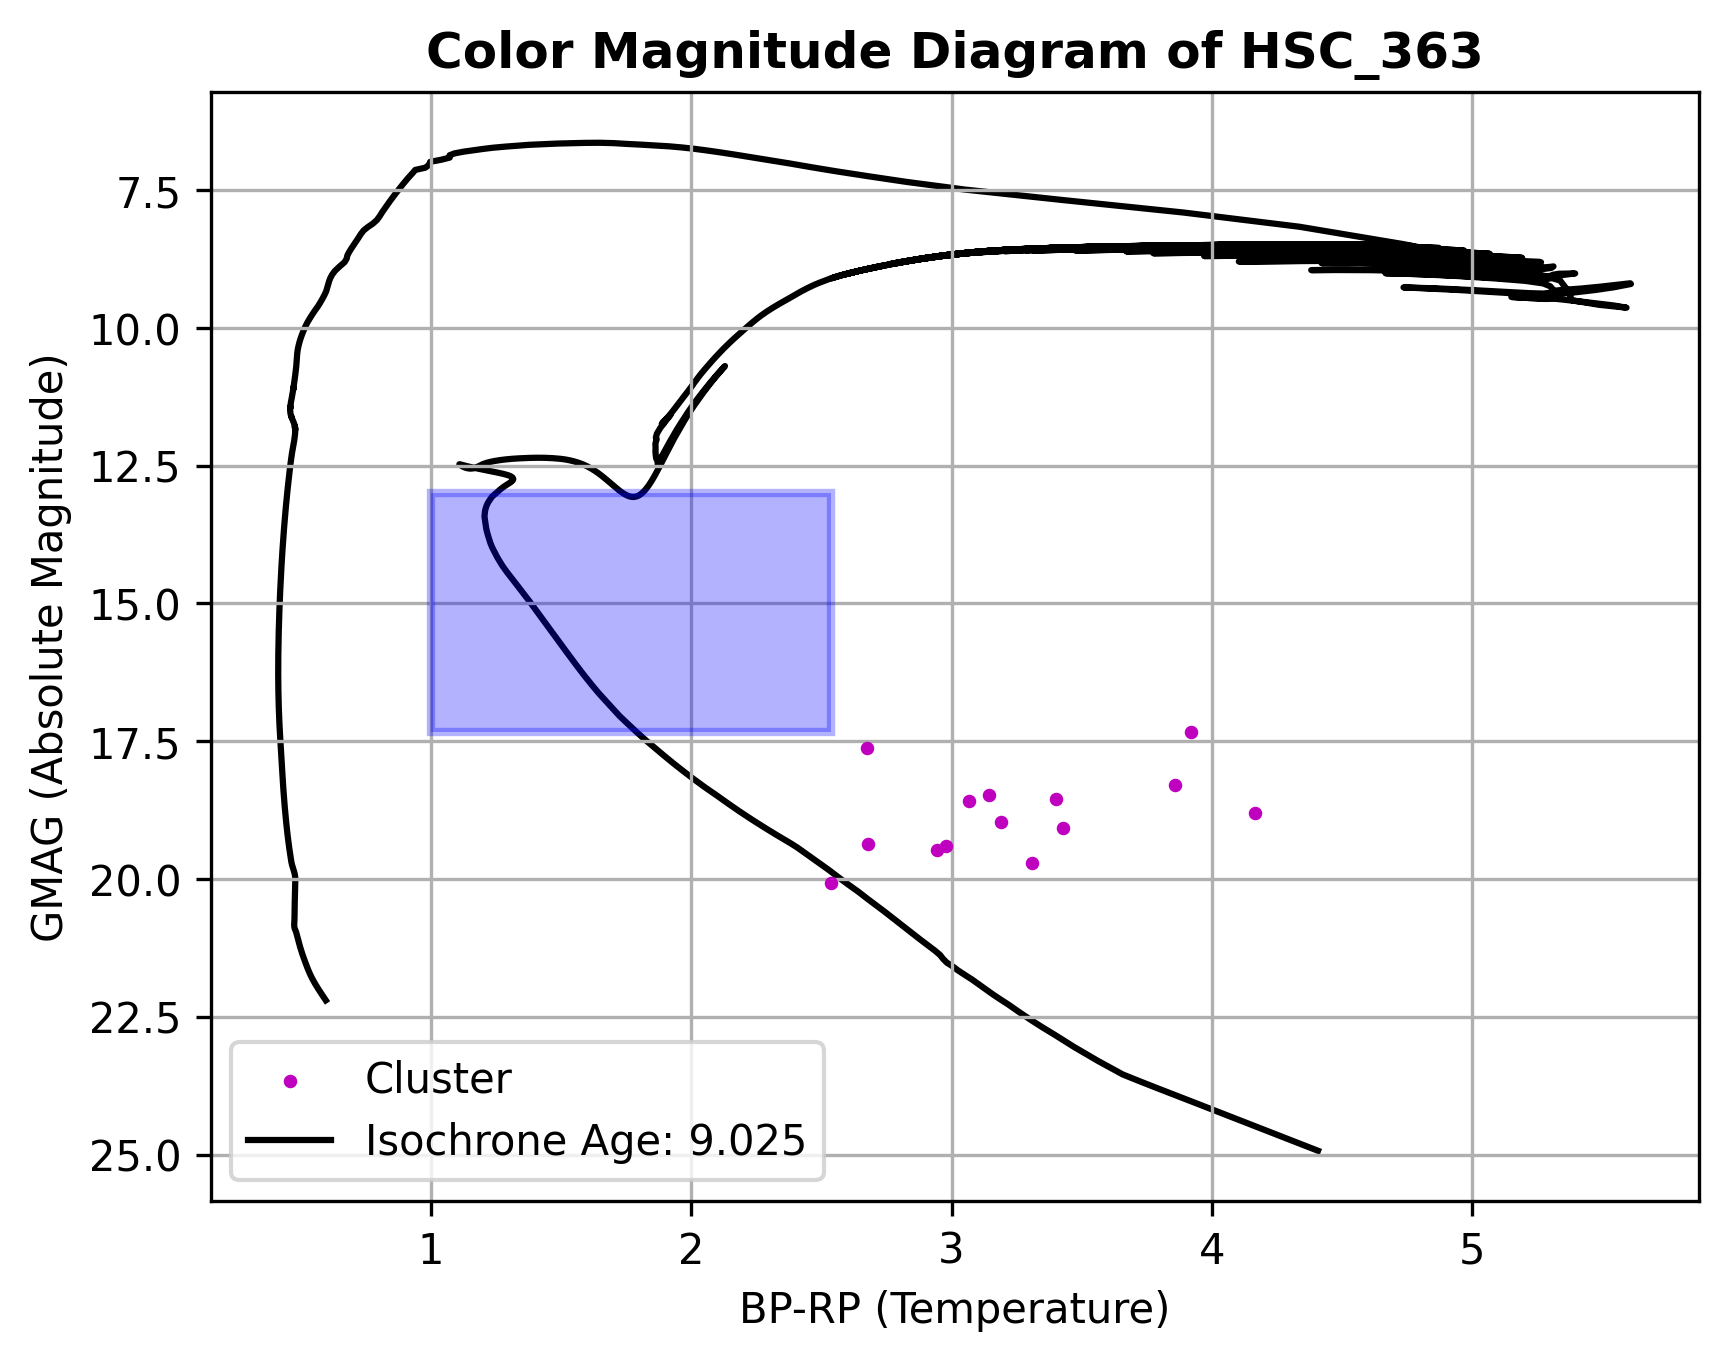 Color Magnitude Diagram of HSC_363
GMAG (Absolute Magnitude)
7.5
10.0
12.5
15.0
17.5
20.0
22.5
25.0
Cluster
Isochrone Age: 9.025
1 2 3 4 5
BP-RP (Temperature)